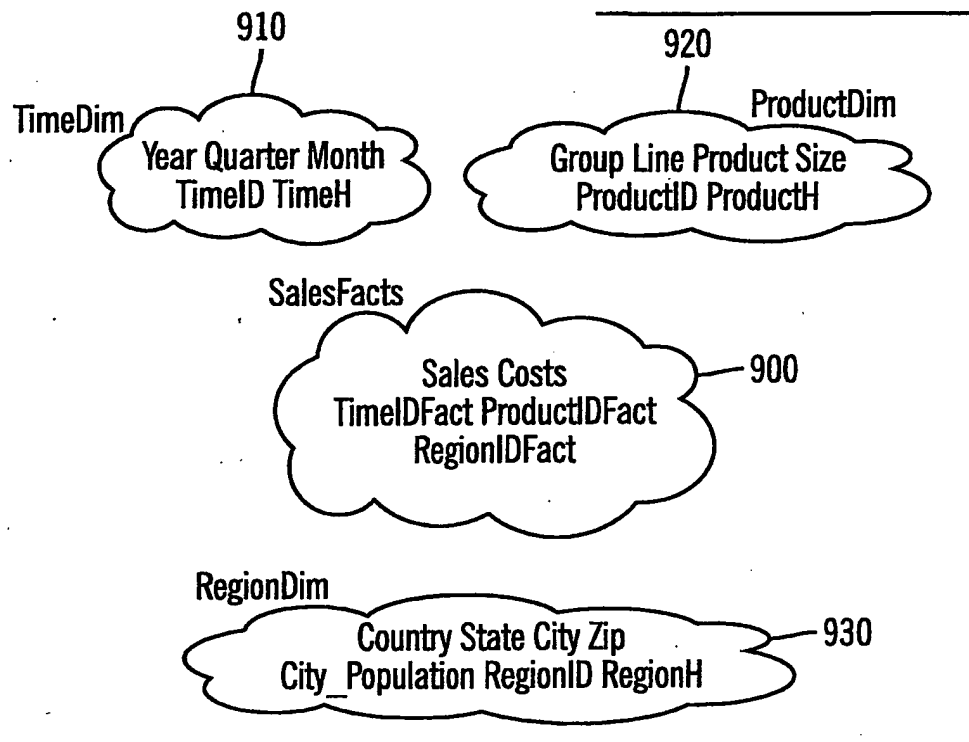 910
920
TimeDim
ProductDim
Year Quarter Month
TimeID TimeH
Group Line Product Size
ProductID ProductH
SalesFacts
900
Sales Costs
TimeIDFact ProductIDFact
RegionIDFact
RegionDim
930
Country State City Zip
City_Population RegionID RegionH